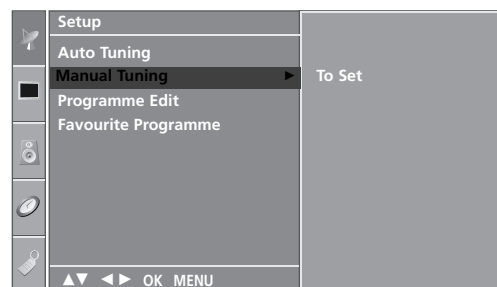 Setup
Auto Tuning
Manual Tuning ► To Set
Programme Edit
Favourite Programme
▲▼ ◄► OK MENU